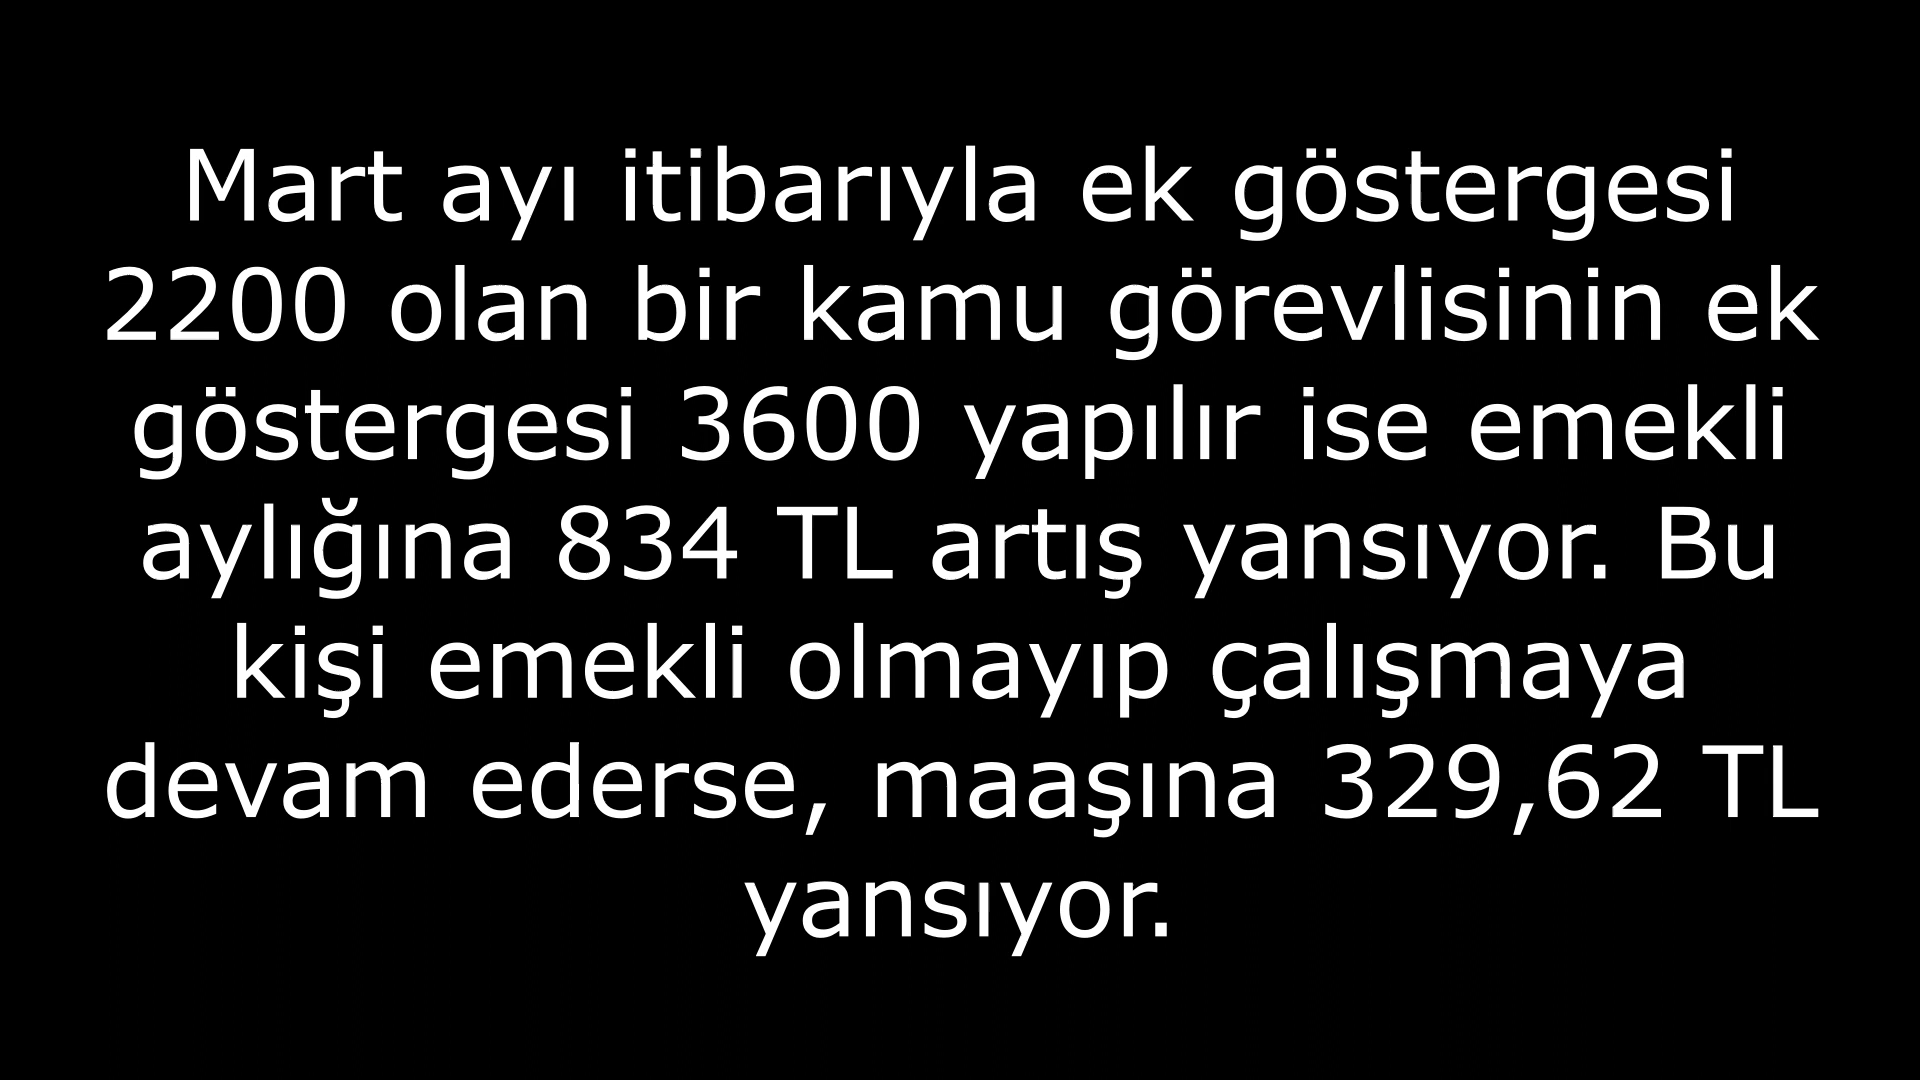 Mart ayı itibarıyla ek göstergesi
2200 olan bir kamu görevlisinin ek
göstergesi 3600 yapılır ise emekli
aylığına 834 TL artış yansıyor. Bu
kişi emekli olmayıp çalışmaya
devam ederse, maaşına 329,62 TL
yansıyor.